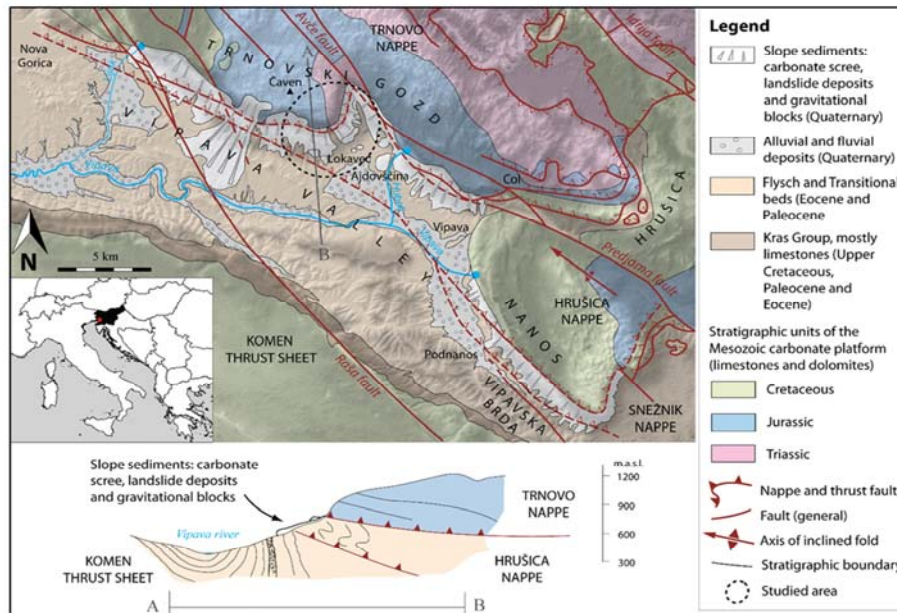 Nova
Gorica
Avče fault
TRNOVO
NAPPE
Idrija fault
TRNOVSKI GOZD
Čaven
A
VIPAVA VALLEY
Lokavec
Ajdovščina
Hubelj
Col
Vipava
Vipava
Vipava
B
HRUŠICA
Predjama fault
N
5 km
NANOS
HRUŠICA
NAPPE
KOMEN
THRUST SHEET
Raša fault
Podnanos
VIPAVSKA
BRDA
SNEŽNIK
NAPPE
Legend
Slope sediments:
carbonate scree,
landslide deposits
and gravitational
blocks (Quaternary)
Alluvial and fluvial
deposits (Quaternary)
Flysch and Transitional
beds (Eocene and
Paleocene
Kras Group, mostly
limestones (Upper
Cretaceous,
Paleocene and
Eocene)
Stratigraphic units of the
Mesozoic carbonate platform
(limestones and dolomites)
Cretaceous
Jurassic
Triassic
Nappe and thrust fault
Fault (general)
Axis of inclined fold
Stratigraphic boundary
Studied area
Slope sediments: carbonate
scree, landslide deposits
and gravitational blocks
m.a.s.l.
1200
900
600
300
TRNOVO
NAPPE
Vipava river
KOMEN
THRUST SHEET
HRUŠICA
NAPPE
A
B